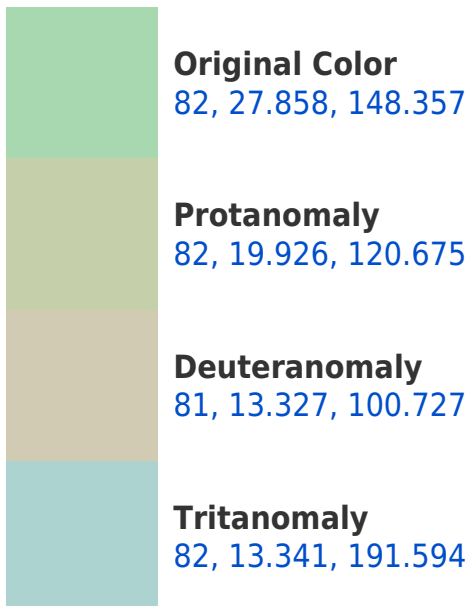 Original Color
82, 27.858, 148.357
Protanomaly
82, 19.926, 120.675
Deuteranomaly
81, 13.327, 100.727
Tritanomaly
82, 13.341, 191.594